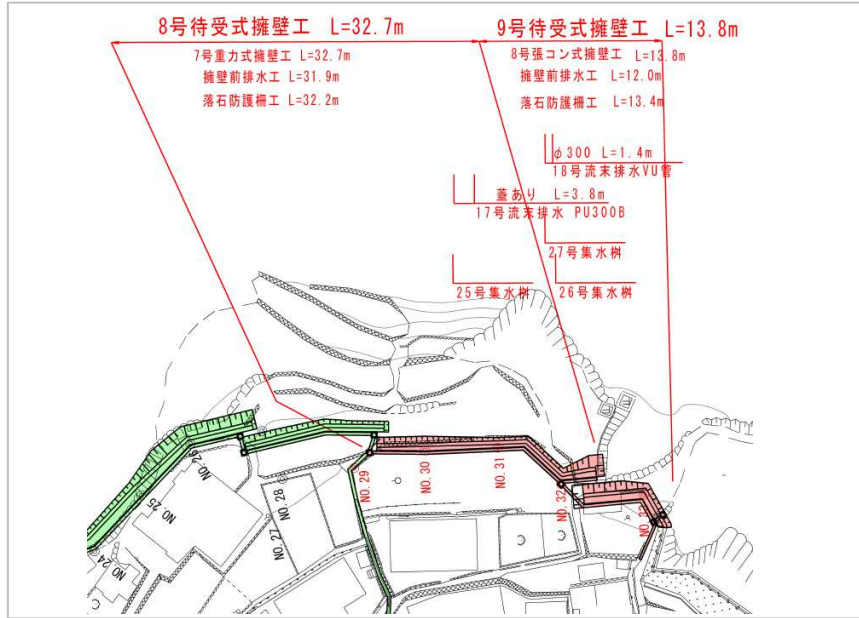 8号待受式擁壁工 L=32.7m
7号重力式擁壁工 L=32.7m
擁壁前排水工 L=31.9m
落石防護柵工 L=32.2m
9号待受式擁壁工 L=13.8m
8号張コン式擁壁工 L=13.8m
擁壁前排水工 L=12.0m
落石防護柵工 L=13.4m
φ300 L=1.4m
18号流末排水VU管
蓋あり L=3.8m
17号流末排水 PU300B
27号集水桝
25号集水桝
26号集水桝
NO.24
NO.25
NO.26
NO.27
NO.28
NO.29
NO.30
NO.31
NO.32